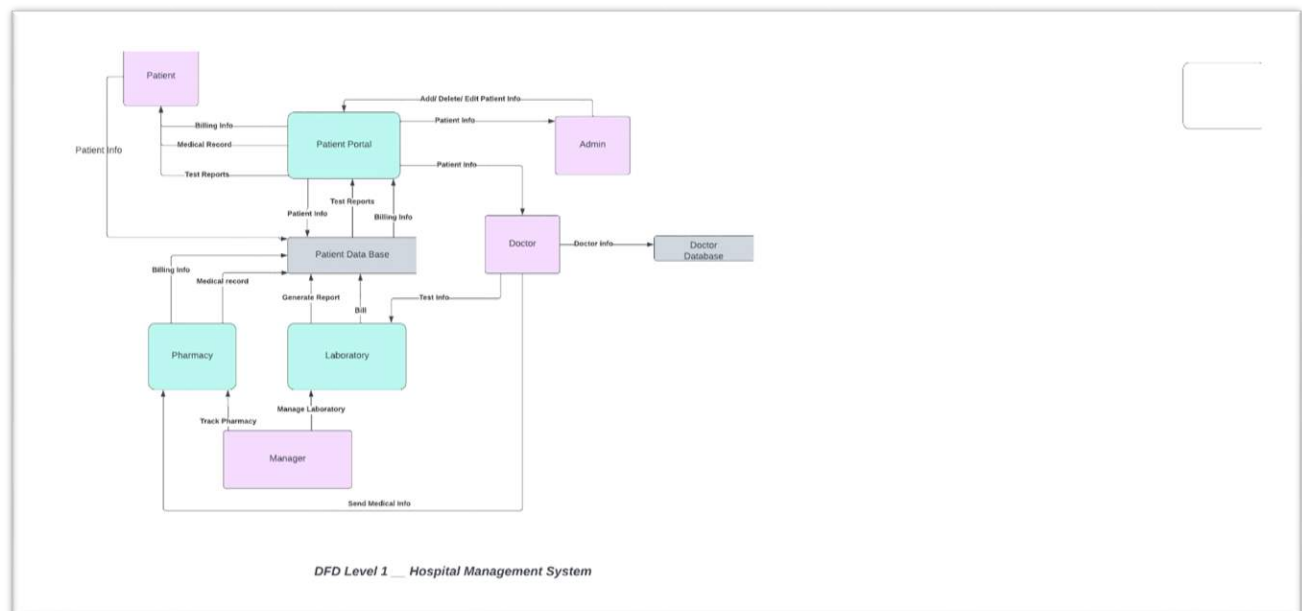 Patient
Add/ Delete/ Edit Patient Info
Billing Info
Patient Info
Medical Record
Patient Portal
Admin
Patient Info
Patient Info
Test Reports
Test Reports
Patient Info
Billing Info
Doctor
Doctor Info
Doctor
Database
Patient Data Base
Billing Info
Medical record
Generate Report
Test Info
Bill
Pharmacy
Laboratory
Manage Laboratory
Track Pharmacy
Manager
Send Medical Info
DFD Level 1 __ Hospital Management System